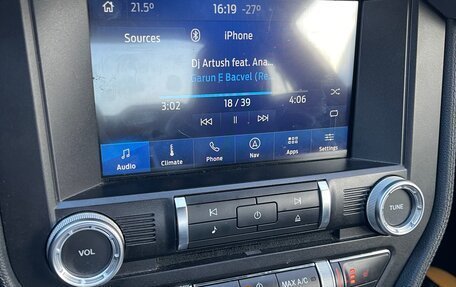 21.5° 16:19 -27°
Sources iPhone
Dj Artush feat. Ana...
Garun E Bacvel (Re...
3:02 18 / 39 4:06
Audio Climate Phone Nav Apps Settings
VOL TUNE
MAX A/C